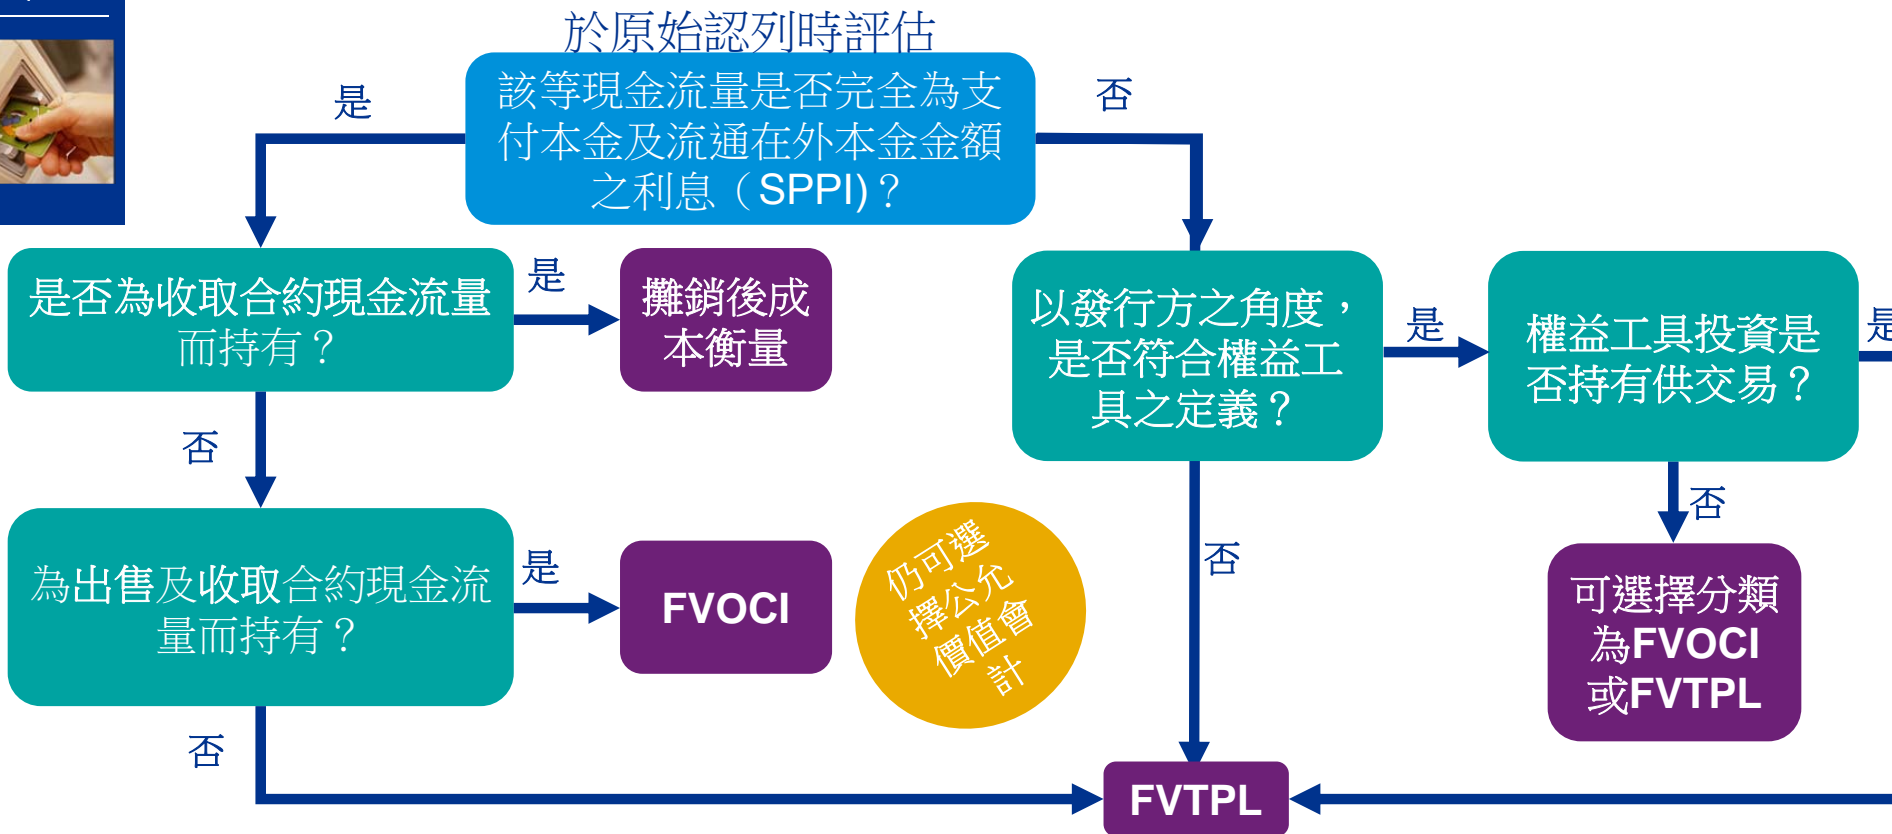 於原始認列時評估
該等現金流量是否完全為支
付本金及流通在外本金金額
之利息（SPPI)？
是
否
是否為收取合約現金流量
而持有？
是
攤銷後成
本衡量
以發行方之角度，
是否符合權益工
具之定義？
是
權益工具投資是
否持有供交易？
是
否
為出售及收取合約現金流
量而持有？
是
FVOCI
仍可選
擇公允
價值會
計
否
否
可選擇分類
為FVOCI
或FVTPL
否
FVTPL